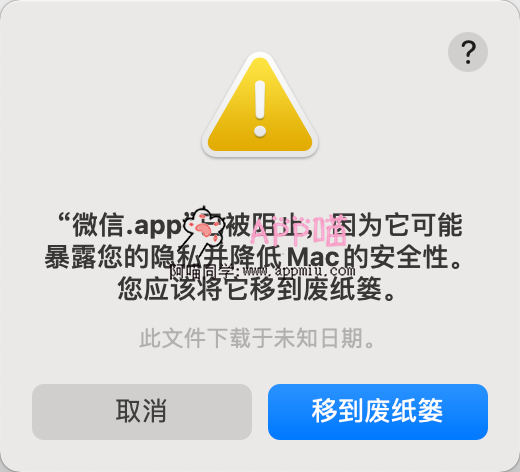 ?
“微信.app”已被阻止，因为它可能
APP喵
暴露您的隐私并降低 Mac 的安全性。
阿喵同学:www.appmiu.com
您应该将它移到废纸篓。
此文件下载于未知日期。
取消
移到废纸篓